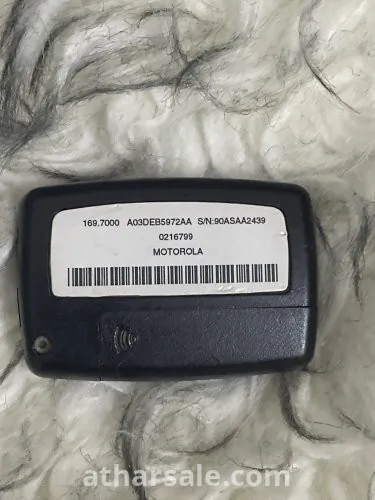 169.7000 A03DEB5972AA S/N:90ASAA2439
0216799
MOTOROLA
atharsale.com